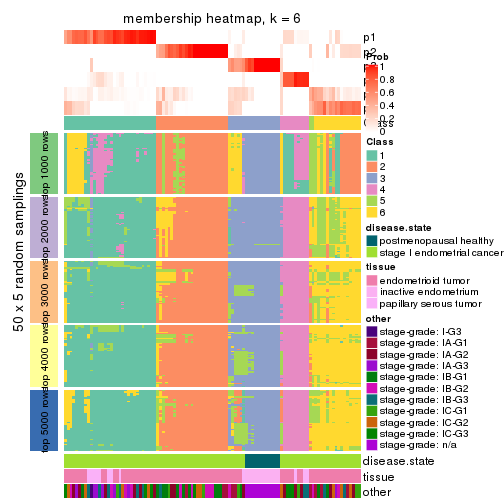 membership heatmap, k = 6
p1
p2
Prob
1
0.8
0.6
0.4
0.2
0
Class
1
2
3
4
5
6
50 x 5 random samplings
top 1000 rows
top 2000 rows
top 3000 rows
top 4000 rows
top 5000 rows
disease.state
postmenopausal healthy
stage I endometrial cancer
tissue
endometrioid tumor
inactive endometrium
papillary serous tumor
other
stage-grade: I-G3
stage-grade: IA-G1
stage-grade: IA-G2
stage-grade: IA-G3
stage-grade: IB-G1
stage-grade: IB-G2
stage-grade: IB-G3
stage-grade: IC-G1
stage-grade: IC-G2
stage-grade: IC-G3
stage-grade: n/a
disease.state
tissue
other